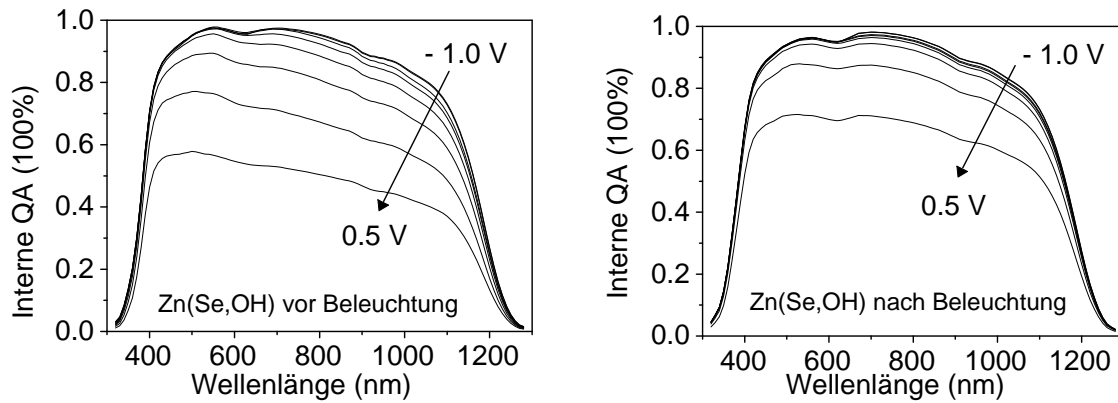 Interne QA (100%)
1.0
0.8
0.6
0.4
0.2
0.0
- 1.0 V
0.5 V
Zn(Se,OH) vor Beleuchtung
400 600 800 1000 1200
Wellenlänge (nm)
Interne QA (100%)
1.0
0.8
0.6
0.4
0.2
0.0
- 1.0 V
0.5 V
Zn(Se,OH) nach Beleuchtung
400 600 800 1000 1200
Wellenlänge (nm)